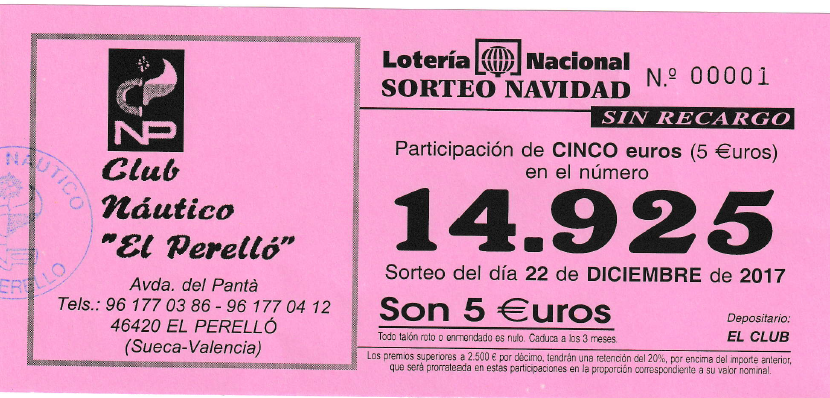 NP
Club
Náutico
"El Perelló"
Avda. del Pantà
Tels.: 96 177 03 86 - 96 177 04 12
46420 EL PERELLÓ
(Sueca-Valencia)
NÁUTICO
PERELLO
Lotería Nacional
SORTEO NAVIDAD
N.º 00001
SIN RECARGO
Participación de CINCO euros (5 €uros)
en el número
14.925
Sorteo del día 22 de DICIEMBRE de 2017
Son 5 €uros
Todo talón roto o enmendado es nulo. Caduca a los 3 meses.
Depositario:
EL CLUB
Los premios superiores a 2.500 € por décimo, tendrán una retención del 20%, por encima del importe anterior,
que será prorrateada en estas participaciones en la proporción correspondiente a su valor nominal.